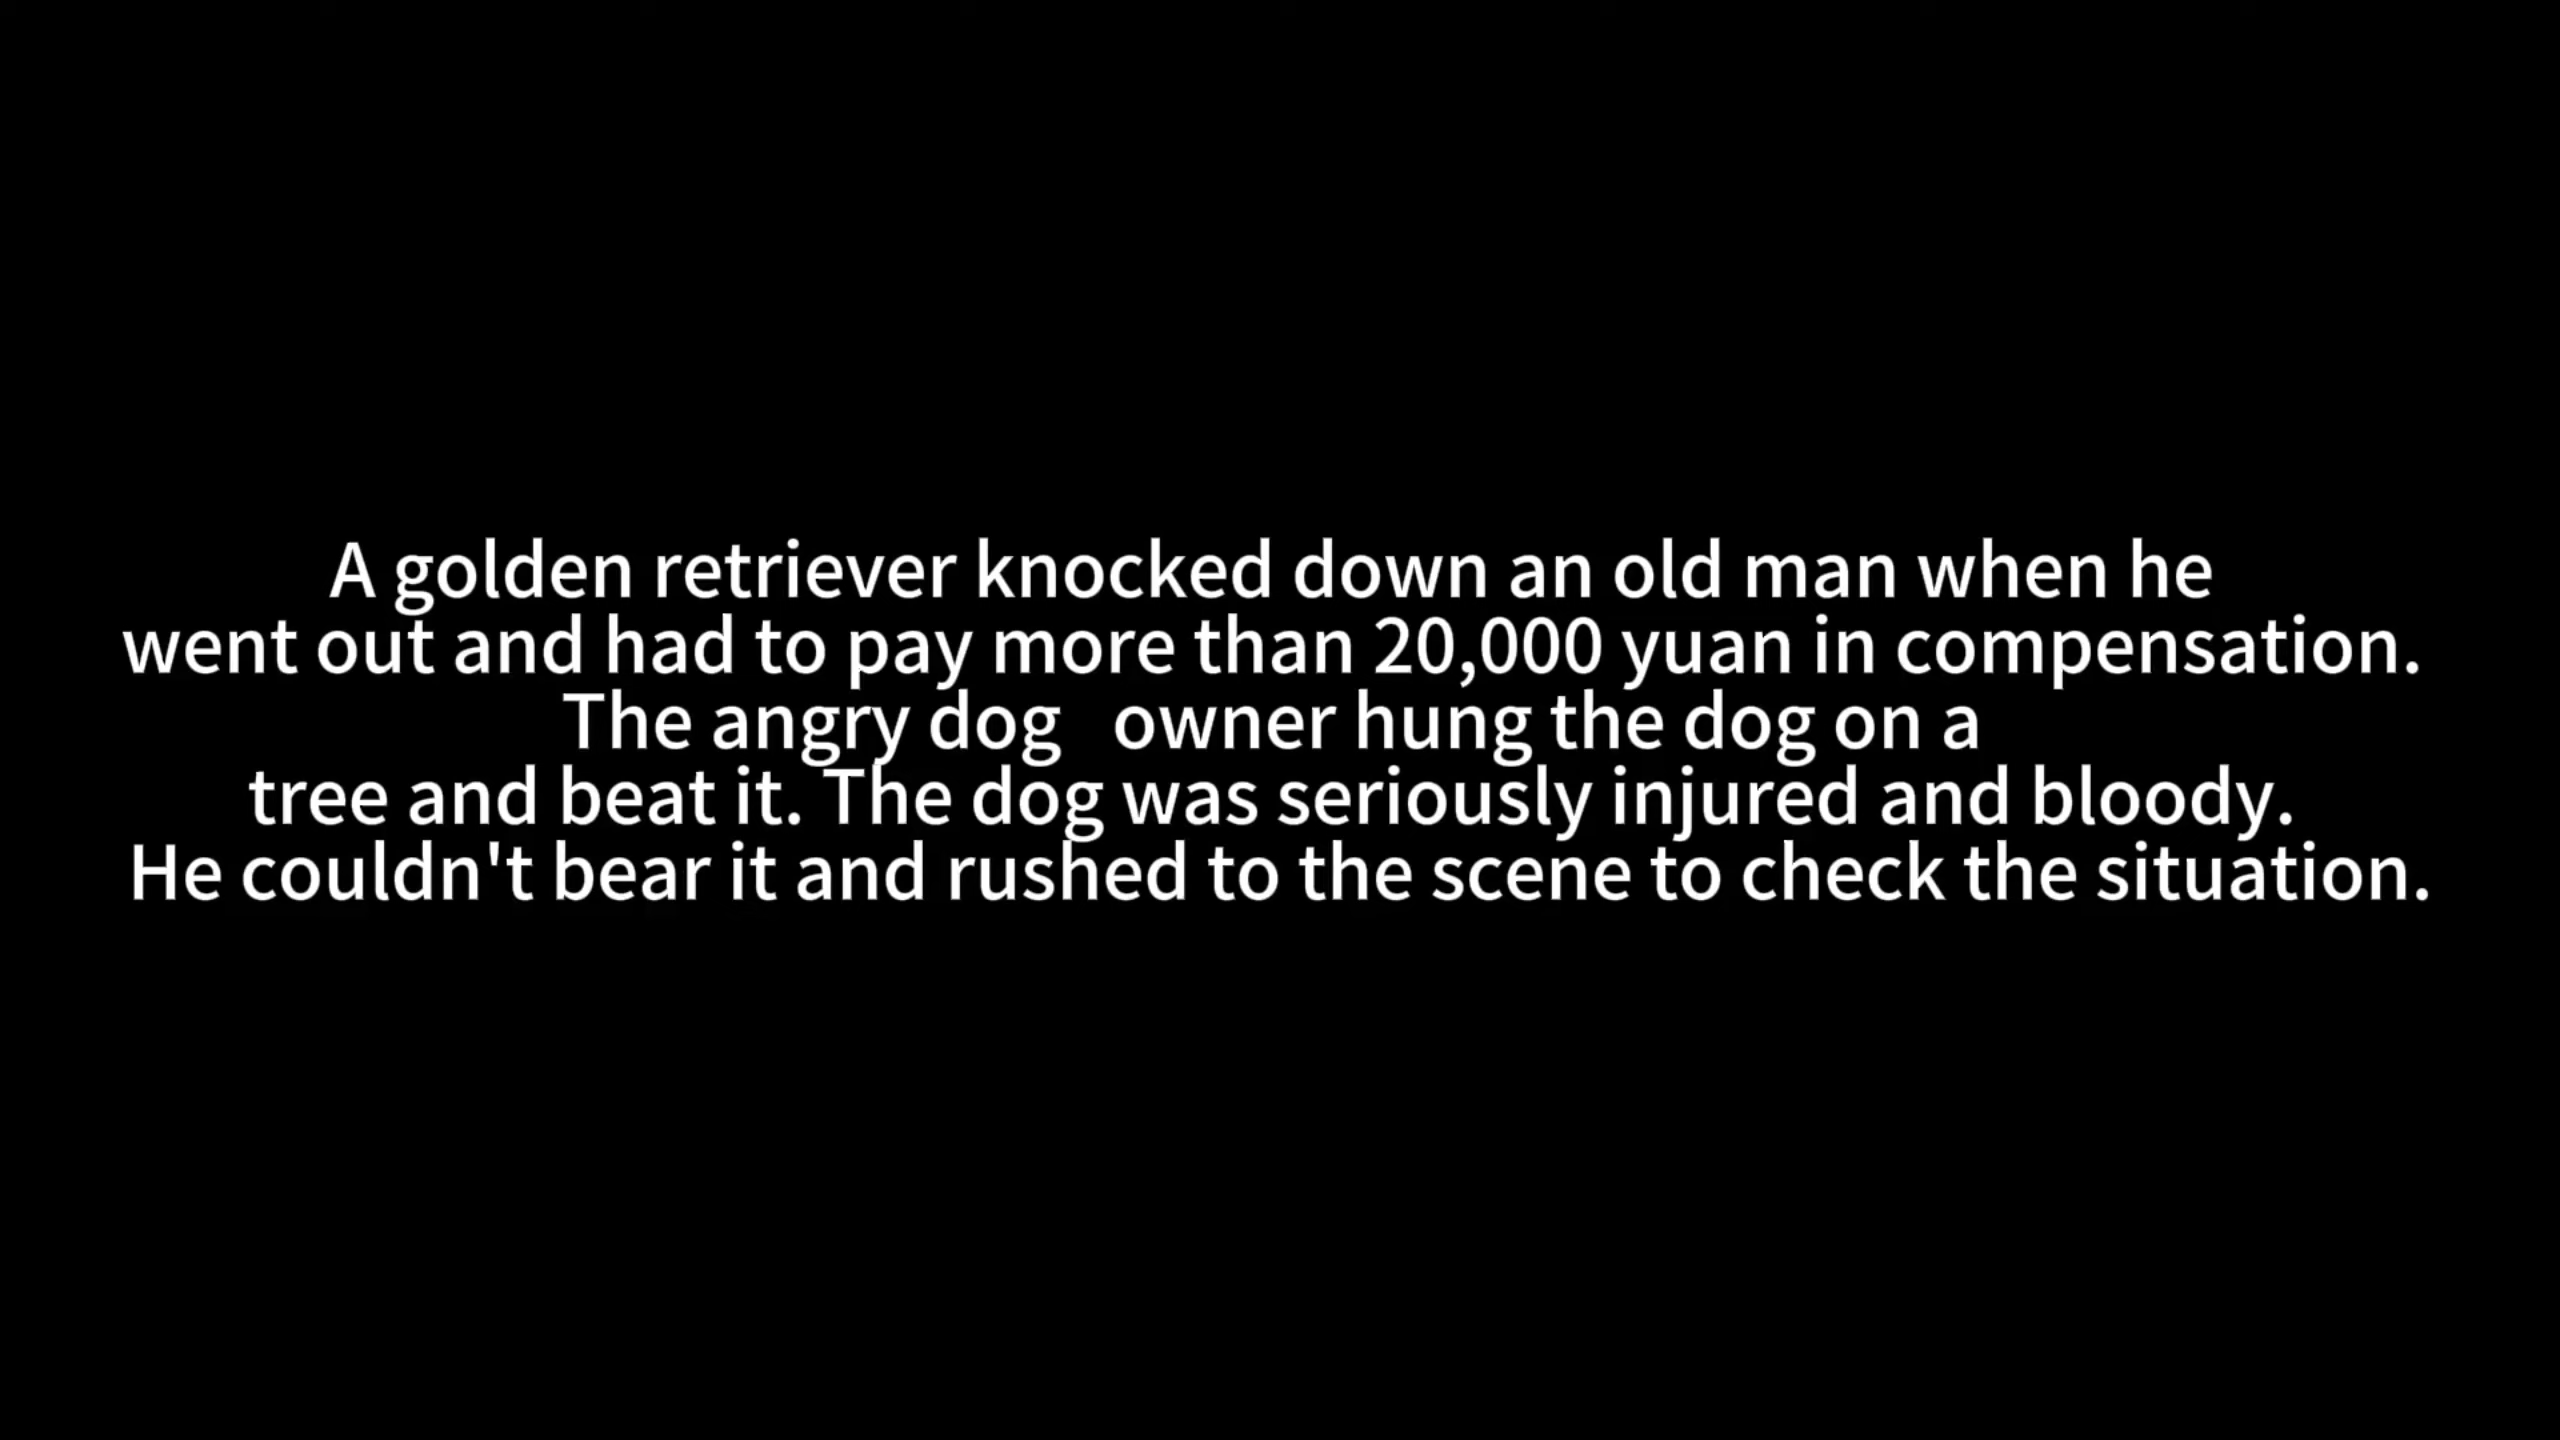 A golden retriever knocked down an old man when he
went out and had to pay more than 20,000 yuan in compensation.
The angry dog   owner hung the dog on a
tree and beat it. The dog was seriously injured and bloody.
He couldn't bear it and rushed to the scene to check the situation.